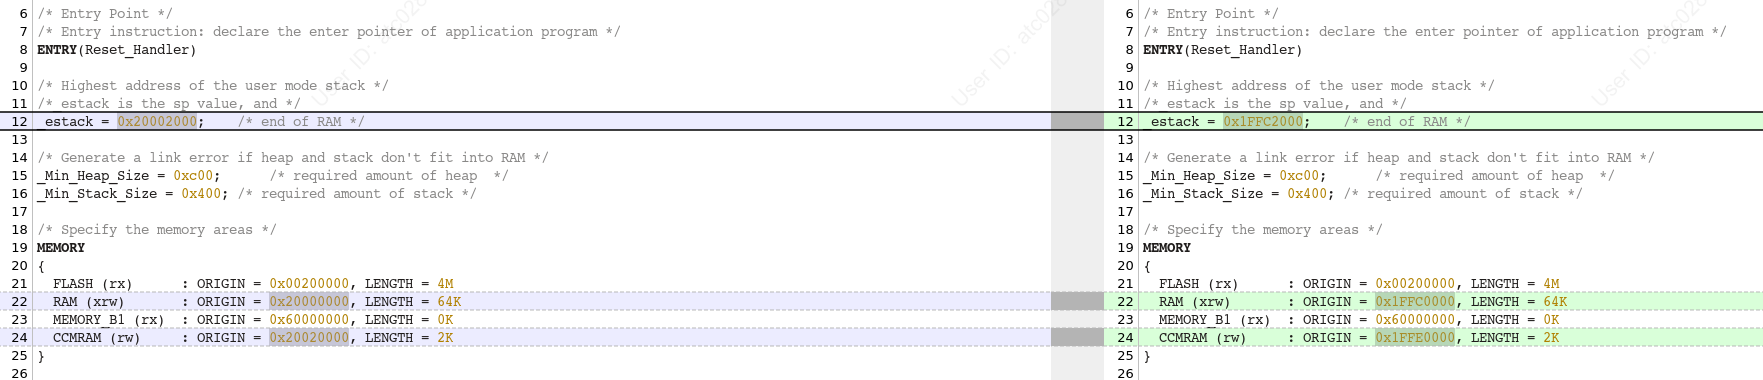 6 /* Entry Point */
7 /* Entry instruction: declare the enter pointer of application program */
8 ENTRY(Reset_Handler)
9
10 /* Highest address of the user mode stack */
11 /* estack is the sp value, and */
12 _estack = 0x20002000;    /* end of RAM */
13
14 /* Generate a link error if heap and stack don't fit into RAM */
15 _Min_Heap_Size = 0xc00;      /* required amount of heap  */
16 _Min_Stack_Size = 0x400; /* required amount of stack */
17
18 /* Specify the memory areas */
19 MEMORY
20 {
21   FLASH (rx)      : ORIGIN = 0x00200000, LENGTH = 4M
22   RAM (xrw)       : ORIGIN = 0x20000000, LENGTH = 64K
23   MEMORY_B1 (rx)  : ORIGIN = 0x60000000, LENGTH = 0K
24   CCMRAM (rw)     : ORIGIN = 0x20020000, LENGTH = 2K
25 }
26
6 /* Entry Point */
7 /* Entry instruction: declare the enter pointer of application program */
8 ENTRY(Reset_Handler)
9
10 /* Highest address of the user mode stack */
11 /* estack is the sp value, and */
12 _estack = 0x1FFC2000;    /* end of RAM */
13
14 /* Generate a link error if heap and stack don't fit into RAM */
15 _Min_Heap_Size = 0xc00;      /* required amount of heap  */
16 _Min_Stack_Size = 0x400; /* required amount of stack */
17
18 /* Specify the memory areas */
19 MEMORY
20 {
21   FLASH (rx)      : ORIGIN = 0x00200000, LENGTH = 4M
22   RAM (xrw)       : ORIGIN = 0x1FFC0000, LENGTH = 64K
23   MEMORY_B1 (rx)  : ORIGIN = 0x60000000, LENGTH = 0K
24   CCMRAM (rw)     : ORIGIN = 0x1FFE0000, LENGTH = 2K
25 }
26
User ID: atc028
User ID:
User ID: atc028